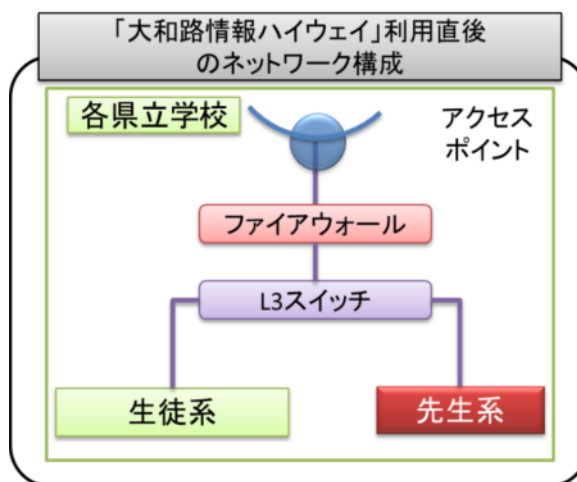 「大和路情報ハイウェイ」利用直後
のネットワーク構成
各県立学校
アクセス
ポイント
ファイアウォール
L3スイッチ
生徒系
先生系